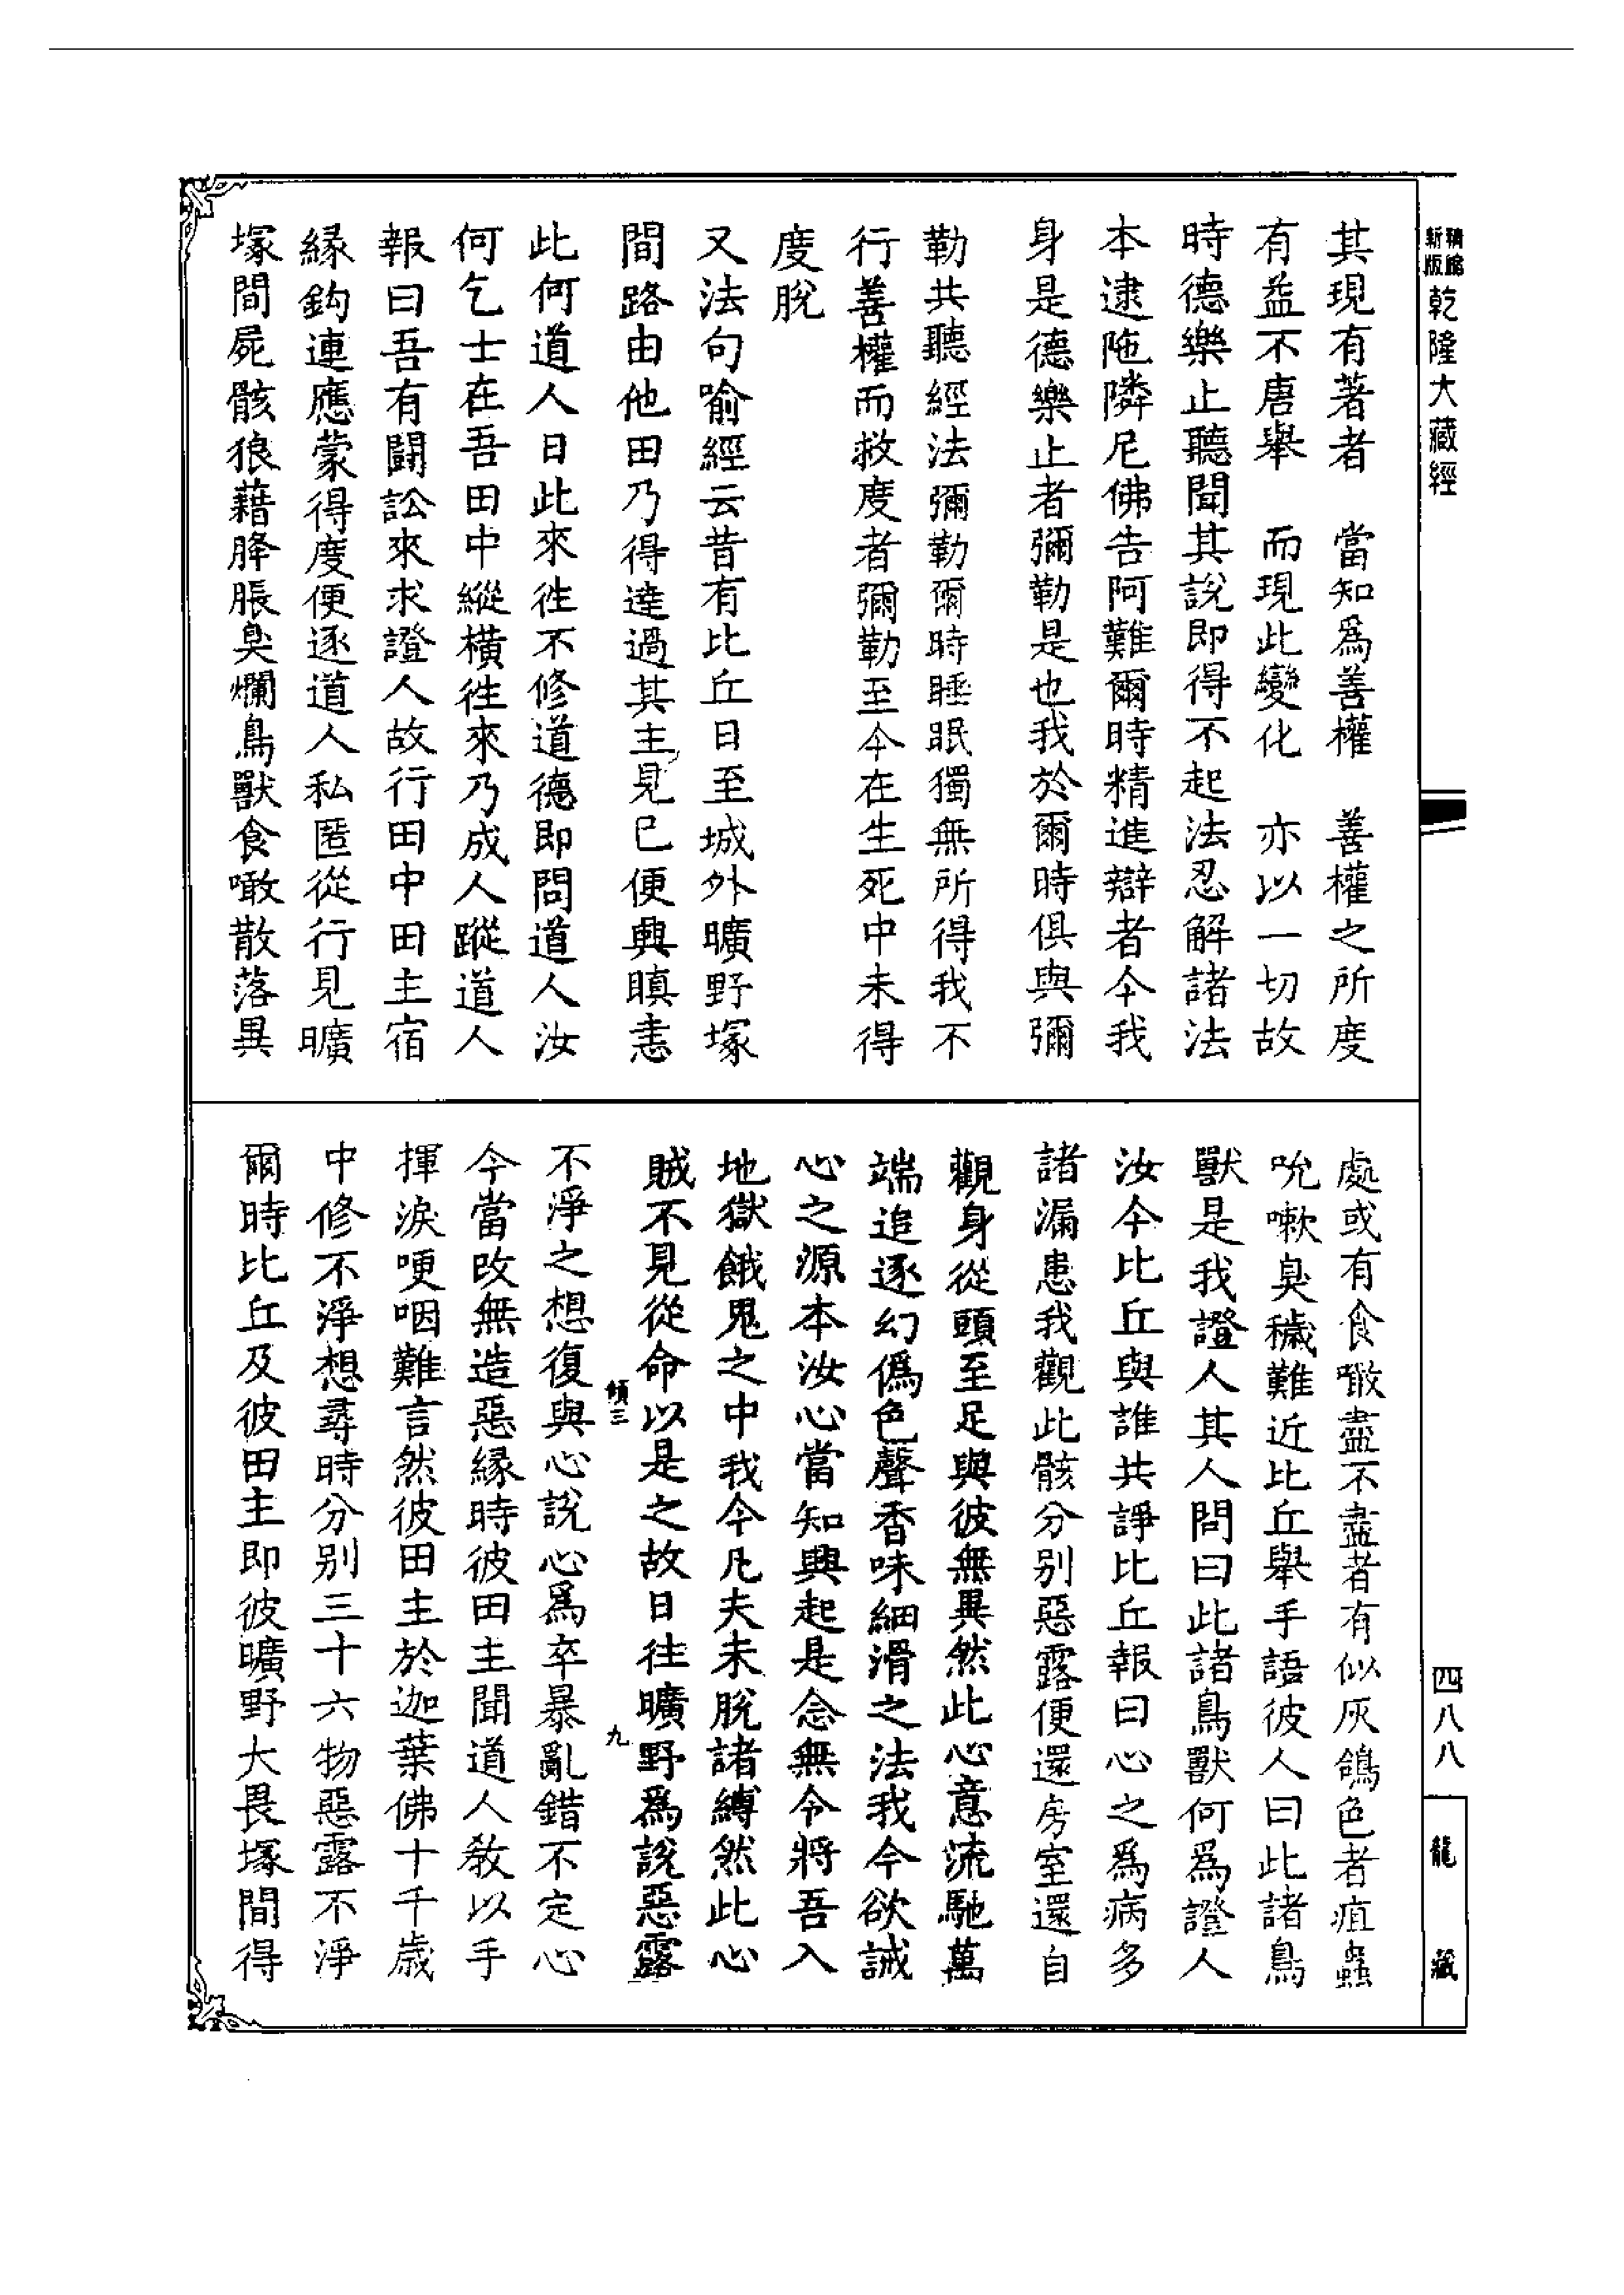 新版 精縮 乾隆大藏經
四八八
龍藏
其現有著者　當知為善權　善權之所度
有益不唐舉　而現此變化　亦以一切故
時德樂止聽聞其說即得不起法忍解諸法
本逮陁隣尼佛告阿難爾時精進辯者今我
身是德樂止者彌勒是也我於爾時俱與彌
勒共聽經法彌勒爾時睡眠獨無所得我不
行善權而救度者彌勒至今在生死中未得
度脫
又法句喻經云昔有比丘日至城外曠野塚
間路由他田乃得達過其主見已便興瞋恚
此何道人日此來往不修道德即問道人汝
何乞士在吾田中縱橫往來乃成人蹤道人
報曰吾有鬪訟來求證人故行田中田主宿
緣鈎連應蒙得度便逐道人私匿從行見曠
塚間屍骸狼藉胮脹臭爛鳥獸食噉散落異
處或有食噉盡不盡者有似灰鴿色者疽蟲
吮嗽臭穢難近比丘舉手語彼人曰此諸鳥
獸是我證人其人問曰此諸鳥獸何為證人
汝今比丘與誰共諍比丘報曰心之為病多
諸漏患我觀此骸分別惡露便還房室還自
觀身從頭至足與彼無異然此心意流馳萬
端追逐幻偽色聲香味細滑之法我今欲誡
心之源本汝心當知興起是念無令將吾入
地獄餓鬼之中我今凡夫未脫諸縛然此心
賊不見從命以是之故日往曠野為說惡露
傾三　九
不淨之想復與心說心為卒暴亂錯不定心
今當改無造惡緣時彼田主聞道人教以手
揮淚哽咽難言然彼田主於迦葉佛十千歲
中修不淨想尋時分別三十六物惡露不淨
爾時比丘及彼田主即彼曠野大畏塚間得